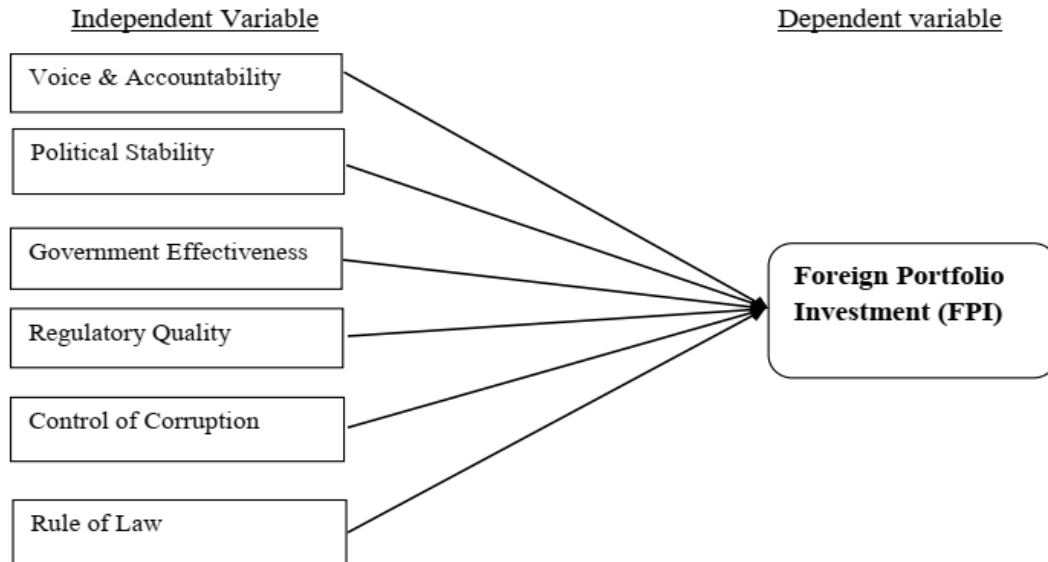 Independent Variable
Dependent variable
Voice & Accountability
Political Stability
Government Effectiveness
Regulatory Quality
Control of Corruption
Rule of Law
Foreign Portfolio
Investment (FPI)